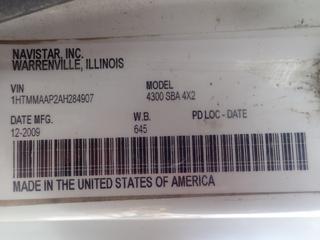 NAVISTAR, INC.
WARRENVILLE, ILLINOIS
VIN MODEL
1HTMMAAP2AH284907 4300 SBA 4X2
DATE MFG. W.B. PD LOC - DATE
12-2009 645
MADE IN THE UNITED STATES OF AMERICA